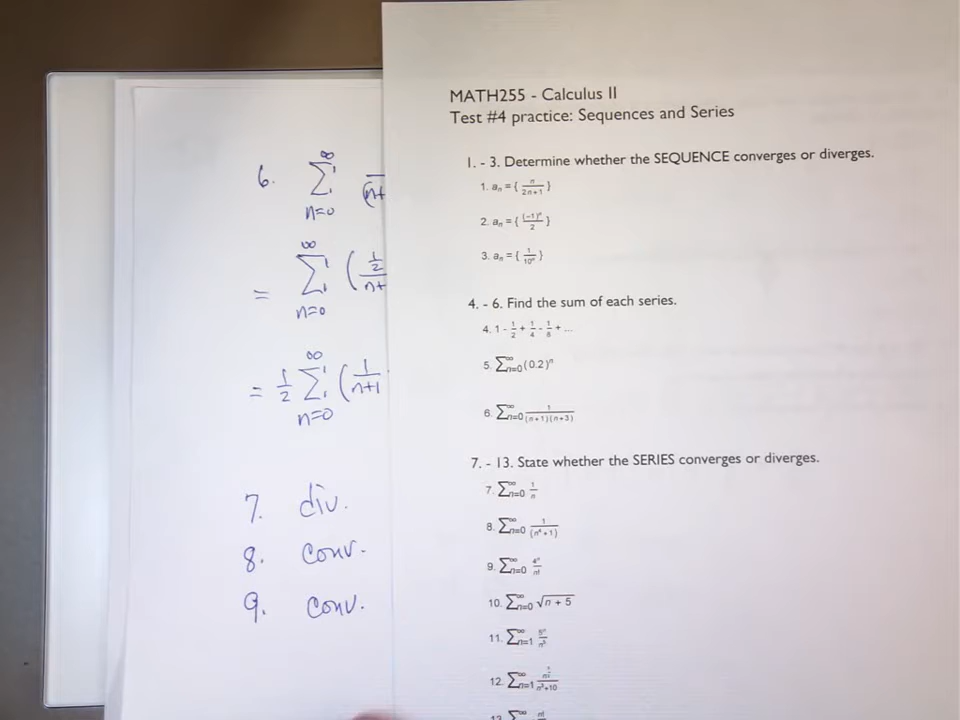 6. ∞ Σ n=0 (n+
= ∞ Σ n=0 ( 1/2 / n+
= 1/2 ∞ Σ n=0 ( 1/n+1
7. div.
8. conv.
9. conv.
MATH255 - Calculus II
Test #4 practice: Sequences and Series
1. - 3. Determine whether the SEQUENCE converges or diverges.
1. aₙ = { n/2n+1 }
2. aₙ = { (-1)ⁿ/2 }
3. aₙ = { 1/10ⁿ }
4. - 6. Find the sum of each series.
4. 1 - 1/2 + 1/4 - 1/8 + ...
5. ∑∞n=0 (0.2)ⁿ
6. ∑∞n=0 1/(n+1)(n+3)
7. - 13. State whether the SERIES converges or diverges.
7. ∑∞n=0 1/n
8. ∑∞n=0 1/(n⁴+1)
9. ∑∞n=0 4ⁿ/n!
10. ∑∞n=0 √n + 5
11. ∑∞n=1 5ⁿ/n⁵
12. ∑∞n=1 /n³+10
13. ∑∞ n!